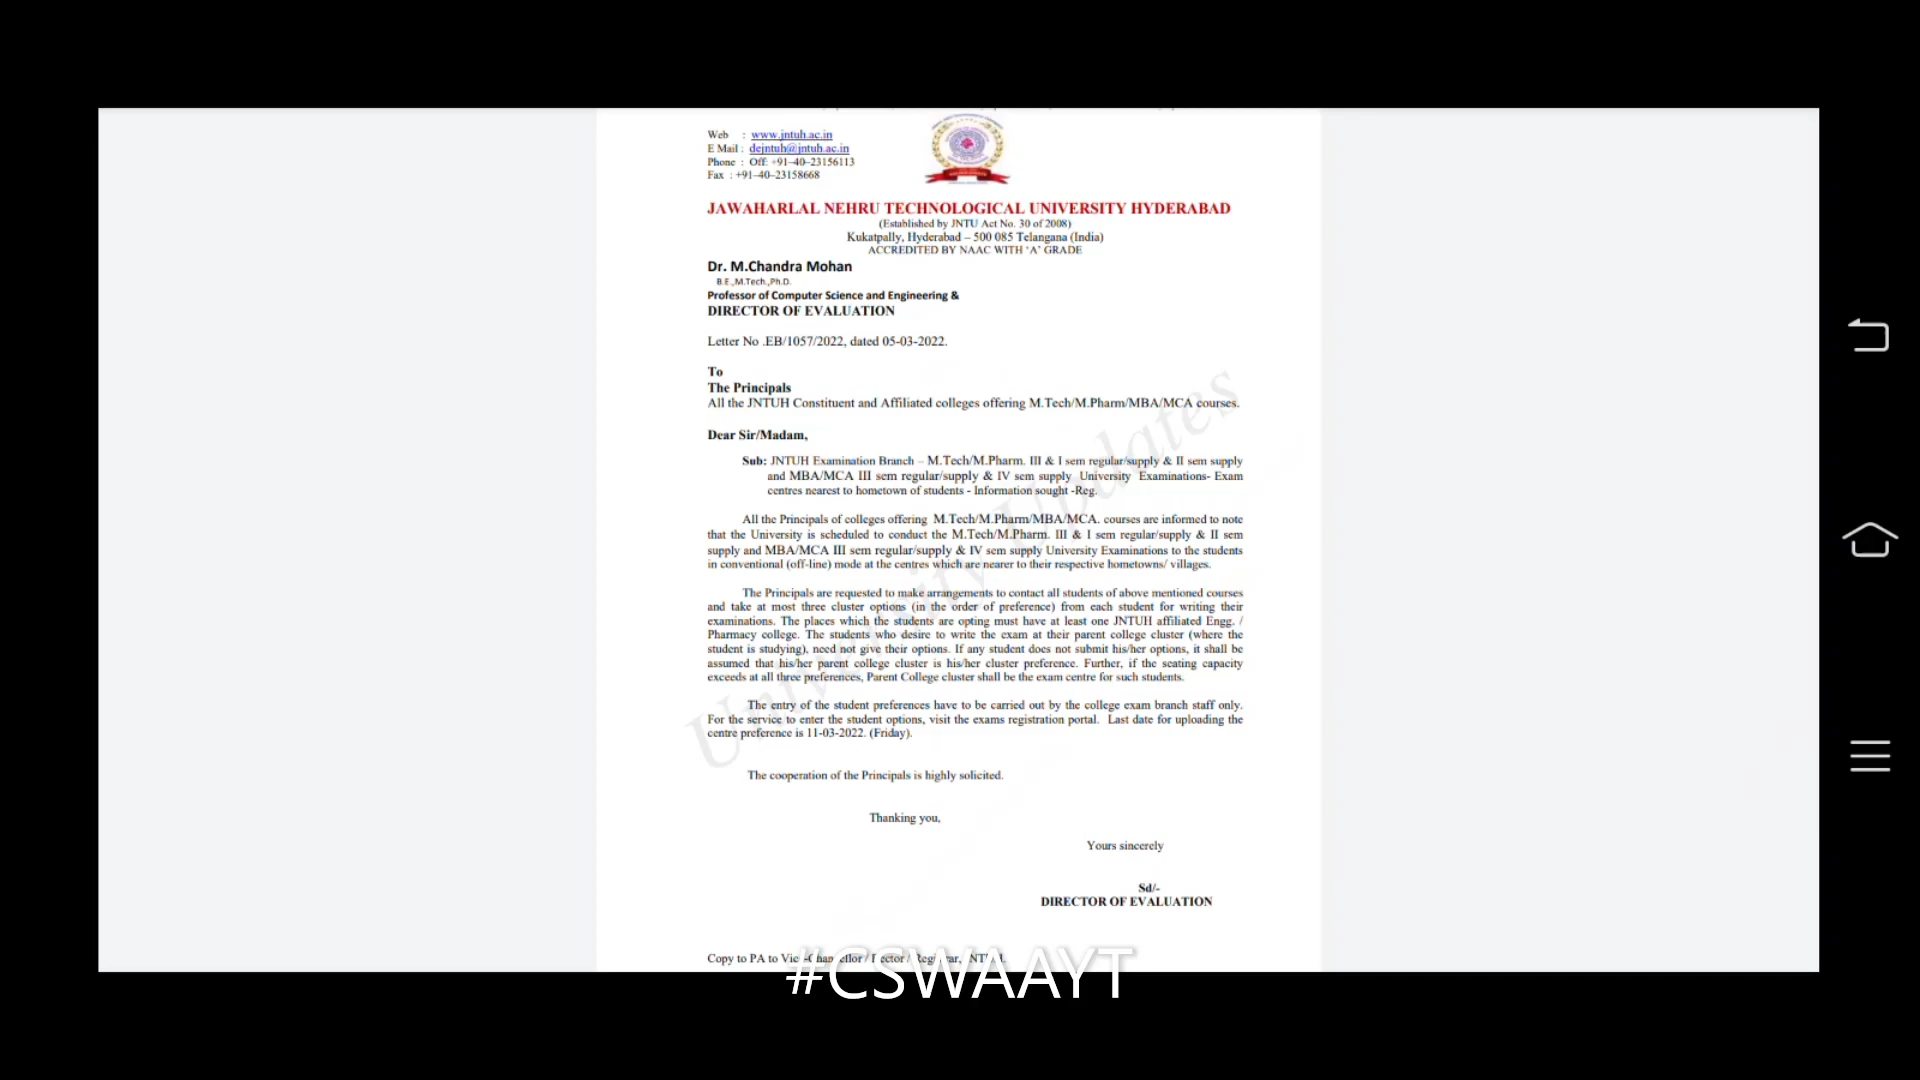 Web : www.jntuh.ac.in
E Mail : dejntuh@jntuh.ac.in
Phone : Off: +91–40–23156113
Fax : +91–40–23158668
JAWAHARLAL NEHRU TECHNOLOGICAL UNIVERSITY HYDERABAD
(Established by JNTU Act No. 30 of 2008)
Kukatpally, Hyderabad – 500 085 Telangana (India)
ACCREDITED BY NAAC WITH ‘A’ GRADE
Dr. M.Chandra Mohan
B.E.,M.Tech.,Ph.D.
Professor of Computer Science and Engineering &
DIRECTOR OF EVALUATION
Letter No .EB/1057/2022, dated 05-03-2022.
To
The Principals
All the JNTUH Constituent and Affiliated colleges offering M.Tech/M.Pharm/MBA/MCA courses.
Dear Sir/Madam,
Sub: JNTUH Examination Branch – M.Tech/M.Pharm. III & I sem regular/supply & II sem supply
and MBA/MCA III sem regular/supply & IV sem supply University Examinations- Exam
centres nearest to hometown of students - Information sought -Reg.
All the Principals of colleges offering M.Tech/M.Pharm/MBA/MCA. courses are informed to note
that the University is scheduled to conduct the M.Tech/M.Pharm. III & I sem regular/supply & II sem
supply and MBA/MCA III sem regular/supply & IV sem supply University Examinations to the students
in conventional (off-line) mode at the centres which are nearer to their respective hometowns/ villages.
The Principals are requested to make arrangements to contact all students of above mentioned courses
and take at most three cluster options (in the order of preference) from each student for writing their
examinations. The places which the students are opting must have at least one JNTUH affiliated Engg. /
Pharmacy college. The students who desire to write the exam at their parent college cluster (where the
student is studying), need not give their options. If any student does not submit his/her options, it shall be
assumed that his/her parent college cluster is his/her cluster preference. Further, if the seating capacity
exceeds at all three preferences, Parent College cluster shall be the exam centre for such students.
The entry of the student preferences have to be carried out by the college exam branch staff only.
For the service to enter the student options, visit the exams registration portal. Last date for uploading the
centre preference is 11-03-2022. (Friday).
The cooperation of the Principals is highly solicited.
Thanking you,
Yours sincerely
Sd/-
DIRECTOR OF EVALUATION
University Updates
Copy to PA to
#CSWAAYT